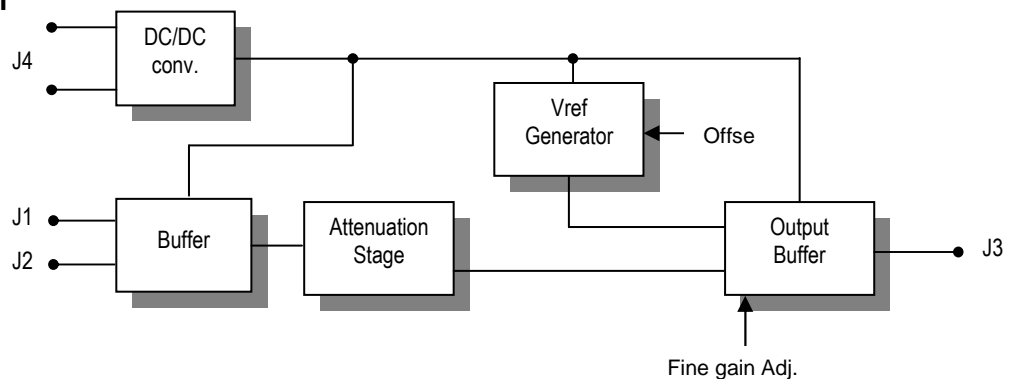 DC/DC
conv.
J4
Vref
Generator
Offse
J1
J2
Buffer
Attenuation
Stage
Output
Buffer
J3
Fine gain Adj.